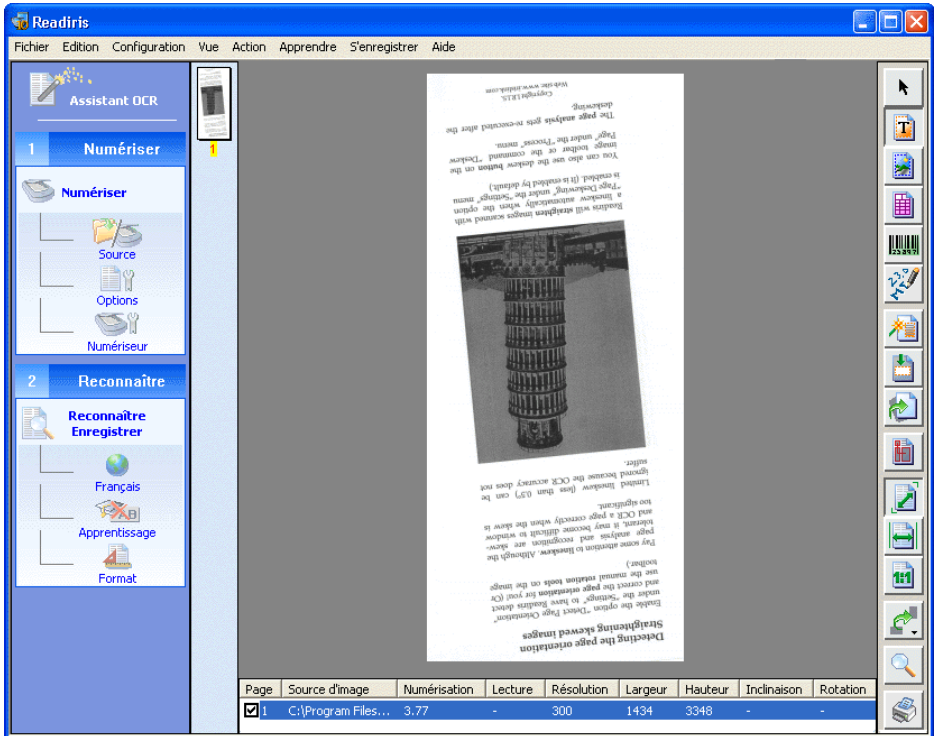 Readiris
Fichier Edition Configuration Vue Action Apprendre S'enregistrer Aide
Assistant OCR
1 Numériser
Numériser
Source
Options
Numériseur
2 Reconnaître
Reconnaître
Enregistrer
Français
Apprentissage
Format
1
Detecting the page orientation
Straightening skewed images
Enable the option "Detect Page Orientation"
under the "Settings" to have Readiris detect
and correct the page orientation for you! (Or
use the manual rotation tools on the image
toolbar.)
Pay some attention to lineskew. Although the
page analysis and recognition are skew-
tolerant, it may become difficult to window
and OCR a page correctly when the skew is
too significant.
Limited lineskew (less than 0.5°) can be
ignored because the OCR accuracy does not
suffer.
Readiris will straighten images scanned with
a lineskew automatically when the option
"Page Deskewing" under the "Settings" menu
is enabled. (It is enabled by default.)
You can also use the deskew button on the
image toolbar or the command "Deskew
Page" under the "Process" menu.
The page analysis gets re-executed after the
deskewing.
Copyright I.R.I.S.
Web site www.irislink.com
T
1:1
Page Source d'image Numérisation Lecture Résolution Largeur Hauteur Inclinaison Rotation
1 C:\Program Files... 3.77 - 300 1434 3348 - -